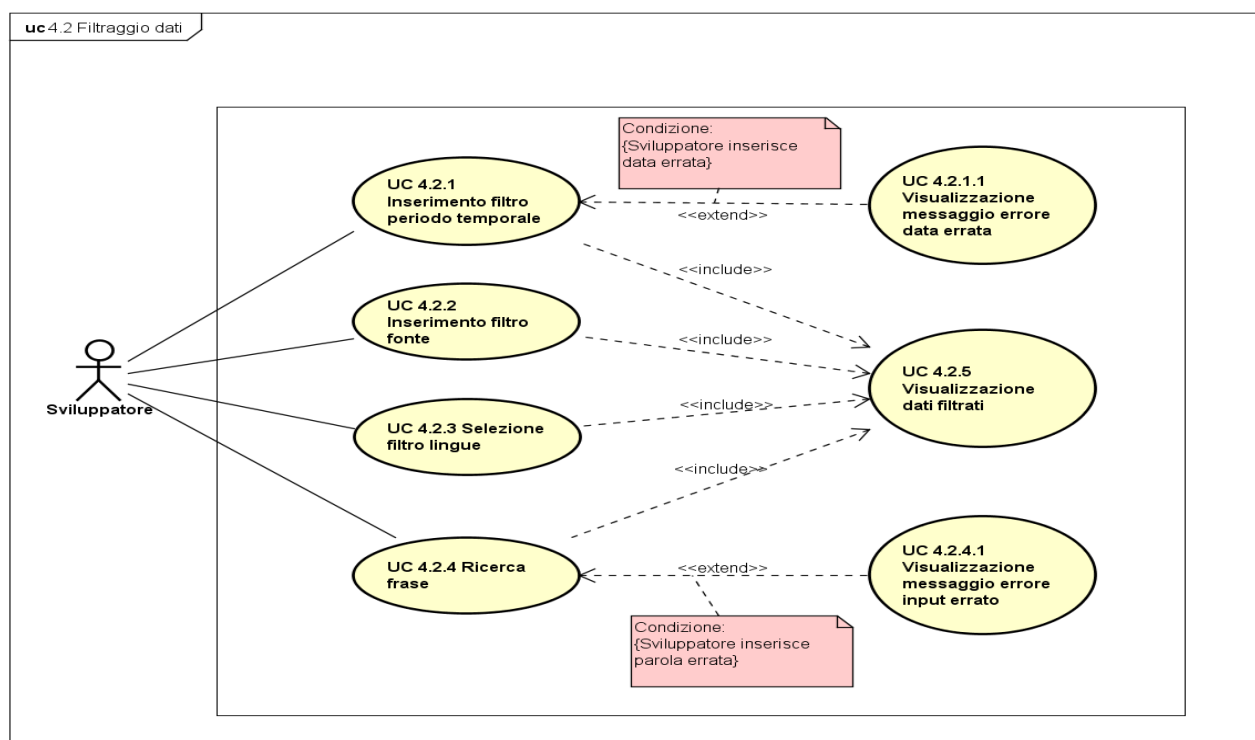 uc 4.2 Filtraggio dati
Condizione:
{Sviluppatore inserisce
data errata}
UC 4.2.1
Inserimento filtro
periodo temporale
<<extend>>
UC 4.2.1.1
Visualizzazione
messaggio errore
data errata
<<include>>
UC 4.2.2
Inserimento filtro
fonte
<<include>>
Sviluppatore
UC 4.2.5
Visualizzazione
dati filtrati
<<include>>
UC 4.2.3 Selezione
filtro lingue
<<include>>
UC 4.2.4 Ricerca
frase
<<extend>>
UC 4.2.4.1
Visualizzazione
messaggio errore
input errato
Condizione:
{Sviluppatore inserisce
parola errata}